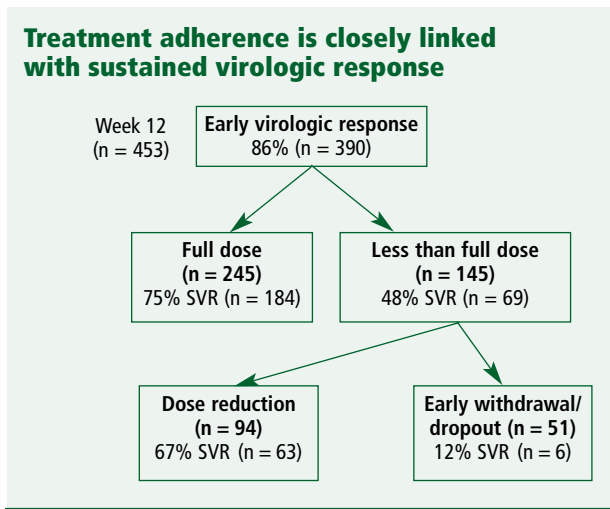 Treatment adherence is closely linked
with sustained virologic response
Week 12
(n = 453)
Early virologic response
86% (n = 390)
Full dose
(n = 245)
75% SVR (n = 184)
Less than full dose
(n = 145)
48% SVR (n = 69)
Dose reduction
(n = 94)
67% SVR (n = 63)
Early withdrawal/
dropout (n = 51)
12% SVR (n = 6)